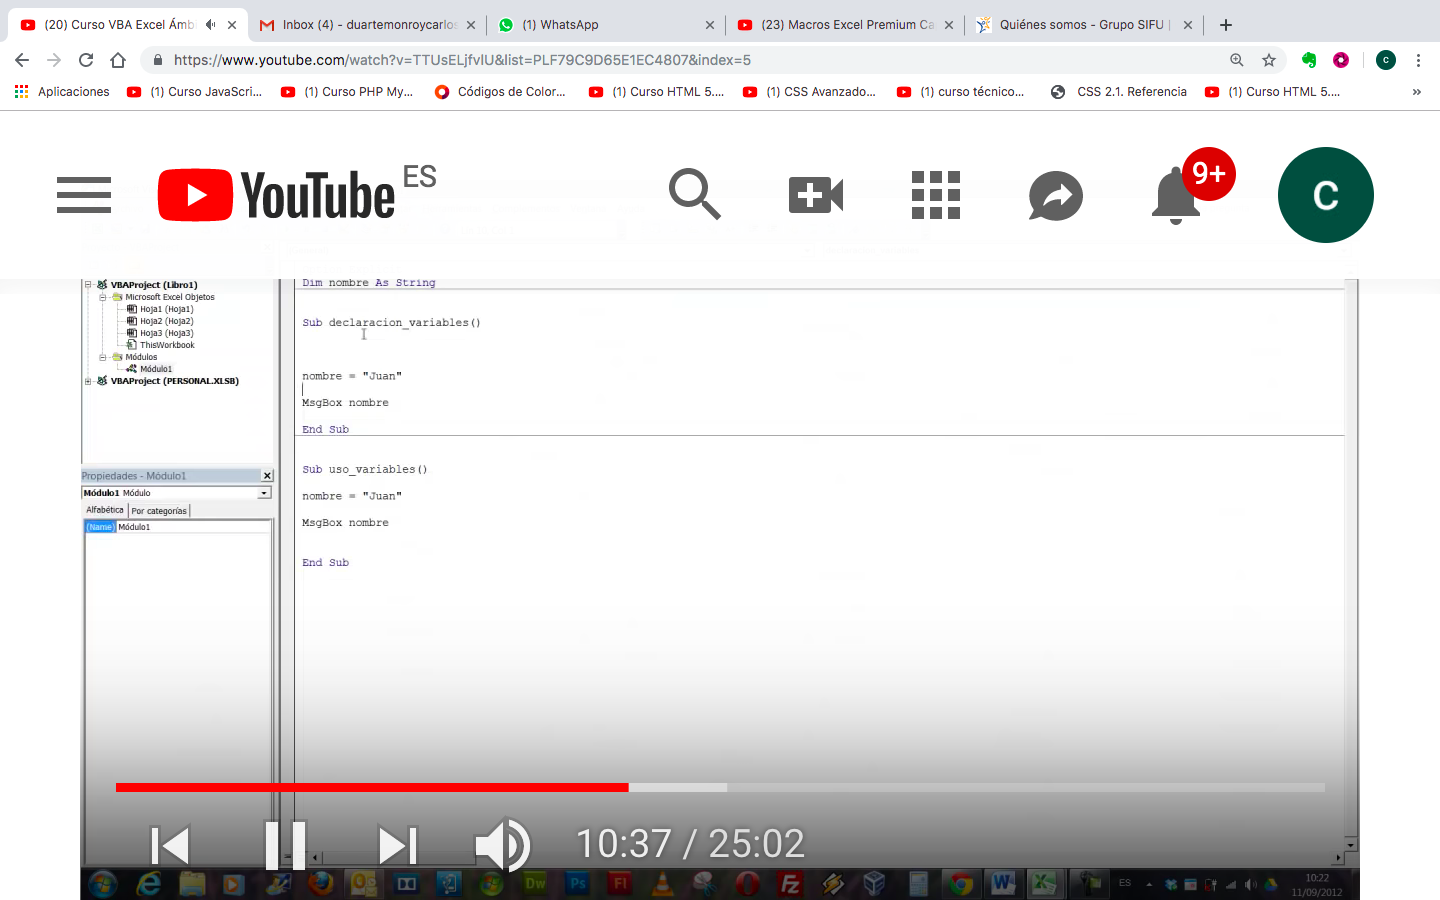 (20) Curso VBA Excel Ámb
Inbox (4) - duartemonroycarlos
(1) WhatsApp
(23) Macros Excel Premium Ca
Quiénes somos - Grupo SIFU |
https://www.youtube.com/watch?v=TTUsELjfvIU&list=PLF79C9D65E1EC4807&index=5
C
Aplicaciones
(1) Curso JavaScri...
(1) Curso PHP My...
Códigos de Color...
(1) Curso HTML 5....
(1) CSS Avanzado...
(1) curso técnico...
CSS 2.1. Referencia
(1) Curso HTML 5....
»
YouTube ES
9+
C
VBAProject (Libro1)
Microsoft Excel Objetos
Hoja1 (Hoja1)
Hoja2 (Hoja2)
Hoja3 (Hoja3)
ThisWorkbook
Módulos
Módulo1
VBAProject (PERSONAL.XLSB)
Propiedades - Módulo1
Módulo1 Módulo
Alfabética
Por categorías
(Name) Módulo1
Dim nombre As String
Sub declaracion_variables()
nombre = "Juan"
MsgBox nombre
End Sub
Sub uso_variables()
nombre = "Juan"
MsgBox nombre
End Sub
10:37 / 25:02
Dw
Ps
Fl
FZ
W
ES
10:22
11/09/2012